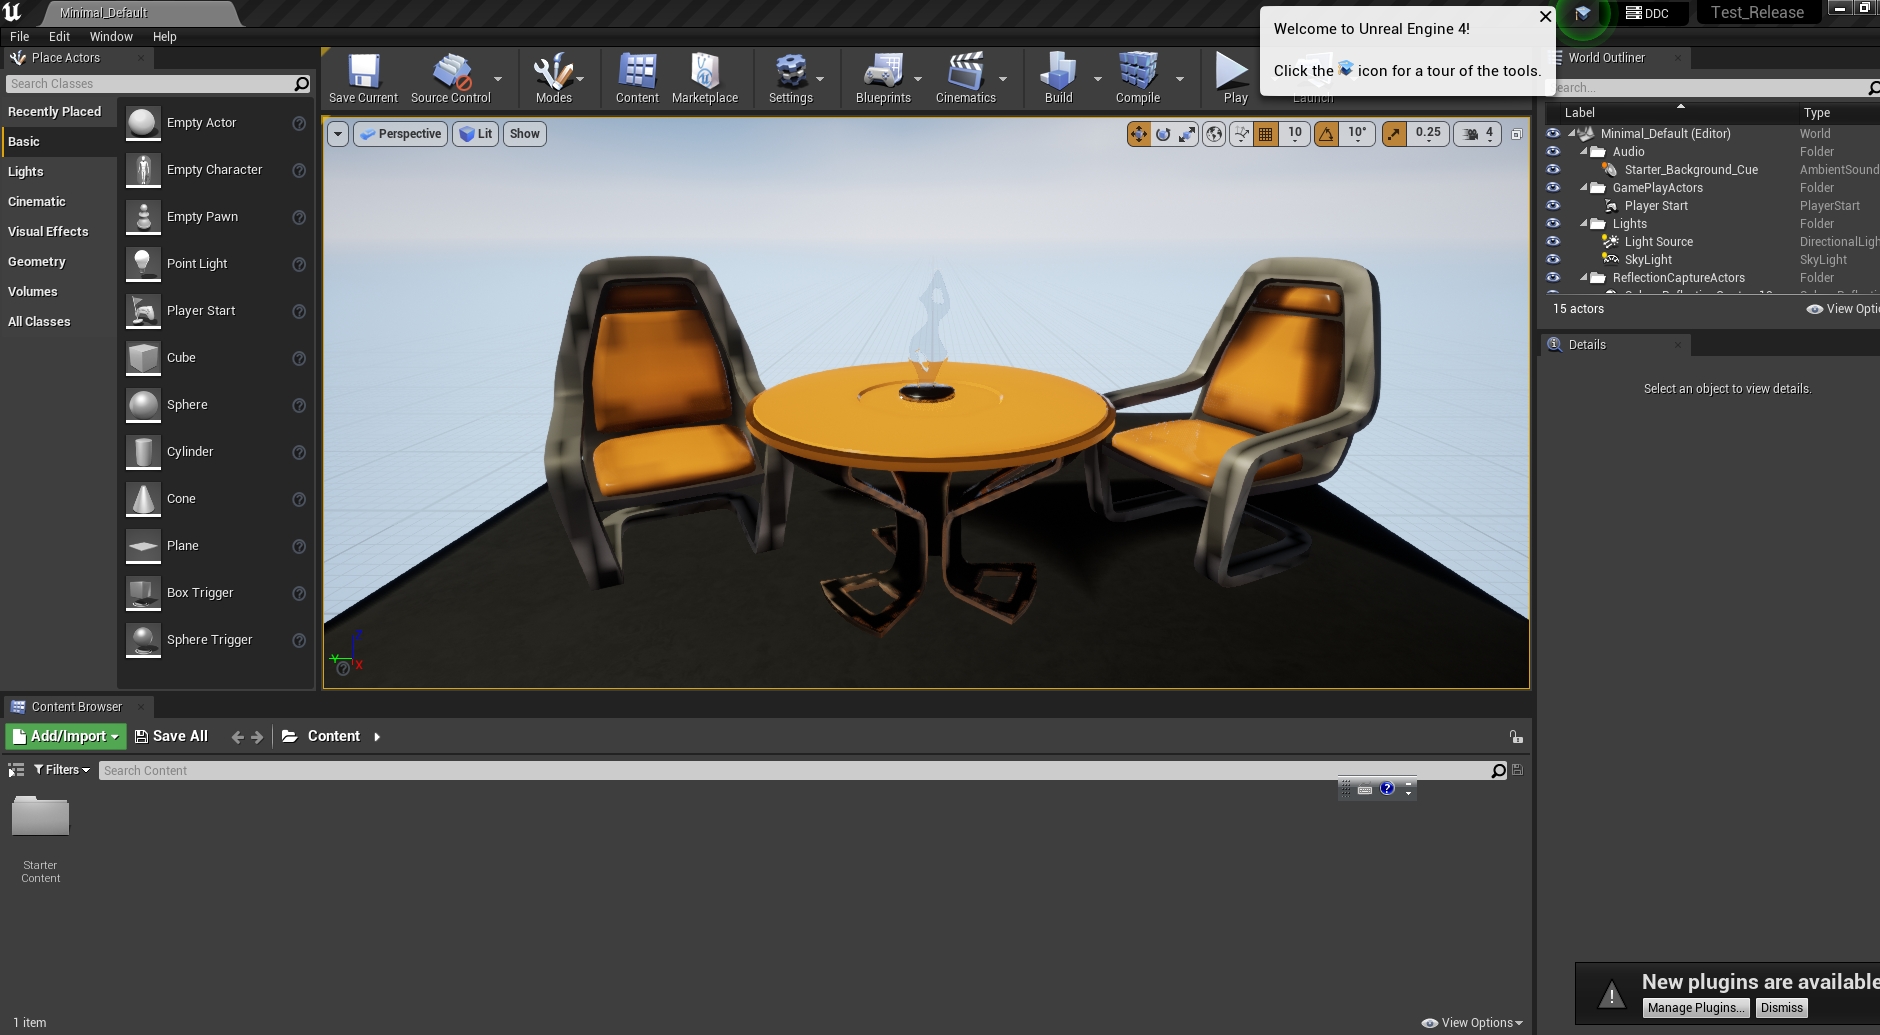 Minimal_Default
DDC
Test_Release
File Edit Window Help
Welcome to Unreal Engine 4!
Click the icon for a tour of the tools.
Place Actors
Search Classes
Recently Placed
Basic
Lights
Cinematic
Visual Effects
Geometry
Volumes
All Classes
Empty Actor
Empty Character
Empty Pawn
Point Light
Player Start
Cube
Sphere
Cylinder
Cone
Plane
Box Trigger
Sphere Trigger
Save Current
Source Control
Modes
Content
Marketplace
Settings
Blueprints
Cinematics
Build
Compile
Play
Launch
Perspective
Lit
Show
10
10°
0.25
4
Z
Y
X
World Outliner
Search...
Label Type
Minimal_Default (Editor) World
Audio Folder
Starter_Background_Cue AmbientSound
GamePlayActors Folder
Player Start PlayerStart
Lights Folder
Light Source DirectionalLigh
SkyLight SkyLight
ReflectionCaptureActors Folder
15 actors
View Opti
Details
Select an object to view details.
Content Browser
Add/Import
Save All
Content
Filters
Search Content
Starter
Content
1 item
View Options
New plugins are available
Manage Plugins...
Dismiss